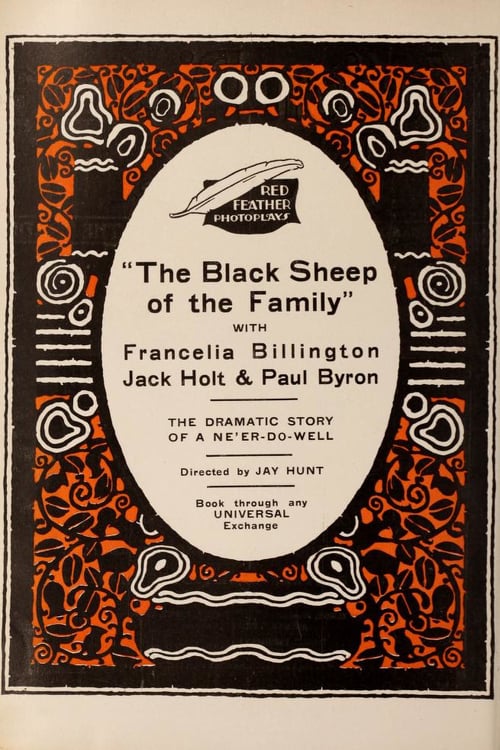 RED
FEATHER
PHOTOPLAYS
"The Black Sheep
of the Family"
WITH
Francelia Billington
Jack Holt & Paul Byron
THE DRAMATIC STORY
OF A NE'ER-DO-WELL
Directed by JAY HUNT
Book through any
UNIVERSAL
Exchange